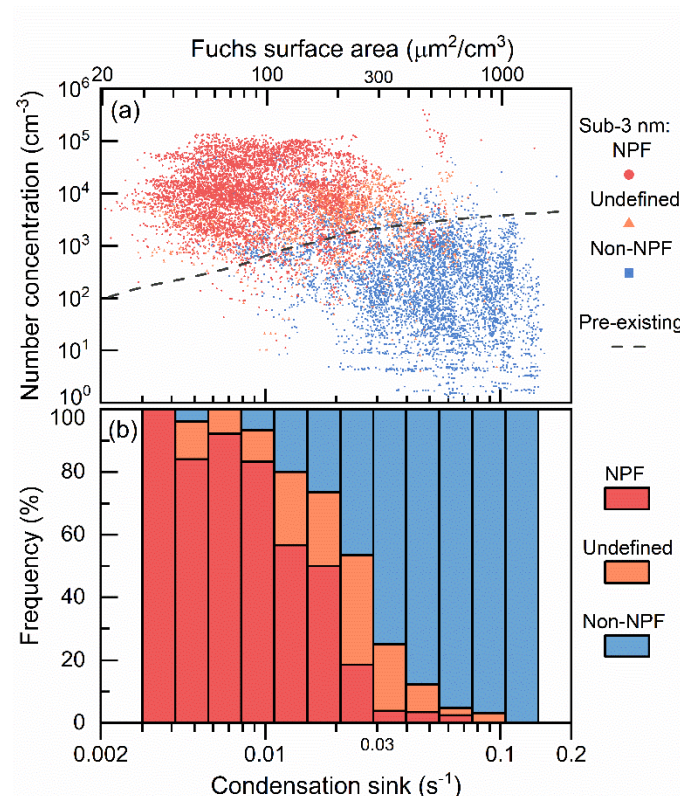 Fuchs surface area (μm²/cm³)
20 100 300 1000
(a)
Number concentration (cm⁻³)
10⁶
10⁵
10⁴
10³
10²
10¹
10⁰
Sub-3 nm:
NPF
Undefined
Non-NPF
Pre-existing
(b)
Frequency (%)
100
80
60
40
20
0
NPF
Undefined
Non-NPF
0.002 0.01 0.03 0.1 0.2
Condensation sink (s⁻¹)